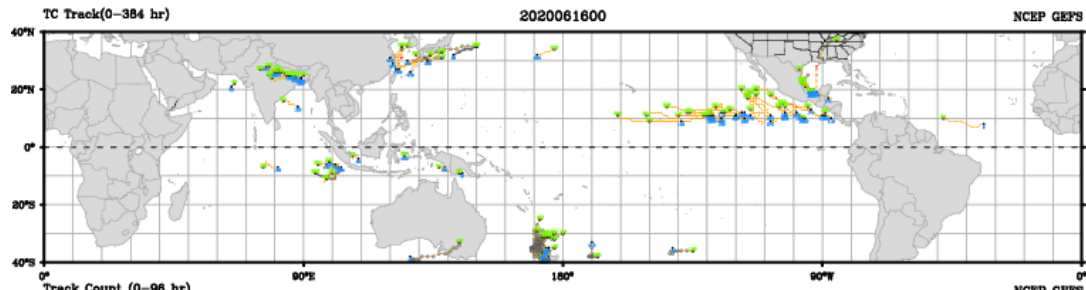 TC Track(0-384 hr) 2020061600 NCEP GEFS
40°N
20°N
0°
20°S
40°S
0° 90°E 180° 90°W 0°
Track Count (0-96 hr) NCEP GEFS